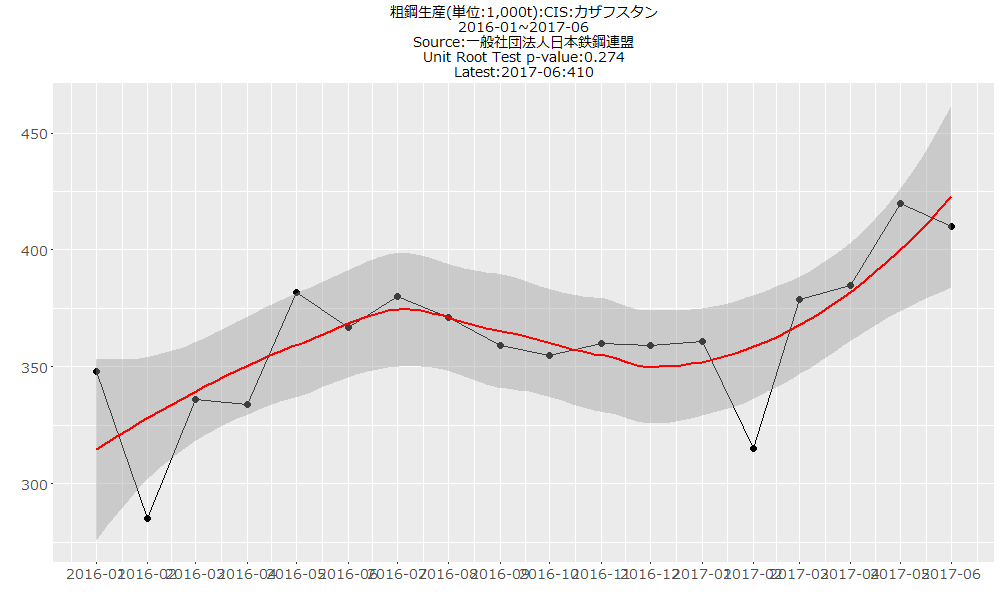 粗鋼生産(単位:1,000t):CIS:カザフスタン
2016-01~2017-06
Source:一般社団法人日本鉄鋼連盟
Unit Root Test p-value:0.274
Latest:2017-06:410
450
400
350
300
2016-01 2016-02 2016-03 2016-04 2016-05 2016-06 2016-07 2016-08 2016-09 2016-10 2016-11 2016-12 2017-01 2017-02 2017-03 2017-04 2017-05 2017-06